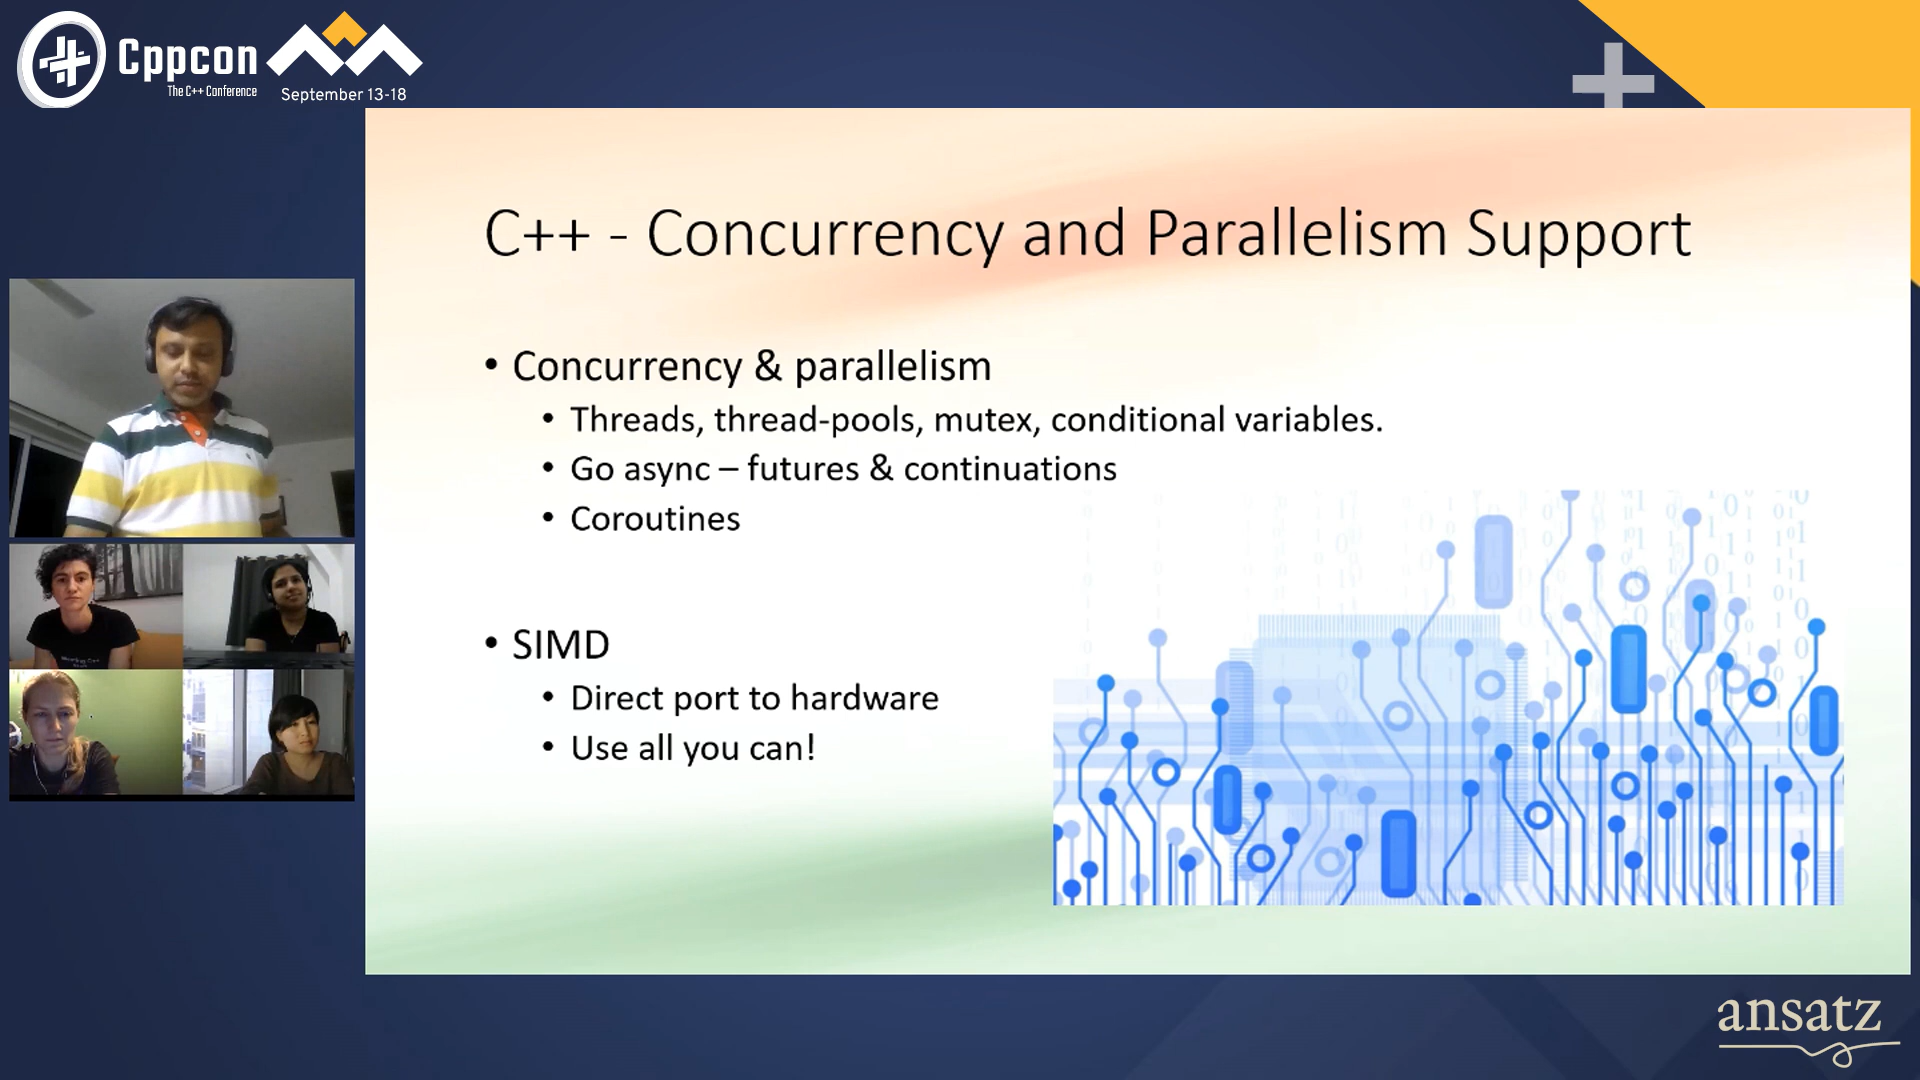 Cppcon
The C++ Conference
September 13-18
C++ - Concurrency and Parallelism Support
• Concurrency & parallelism
• Threads, thread-pools, mutex, conditional variables.
• Go async – futures & continuations
• Coroutines
• SIMD
• Direct port to hardware
• Use all you can!
ansatz